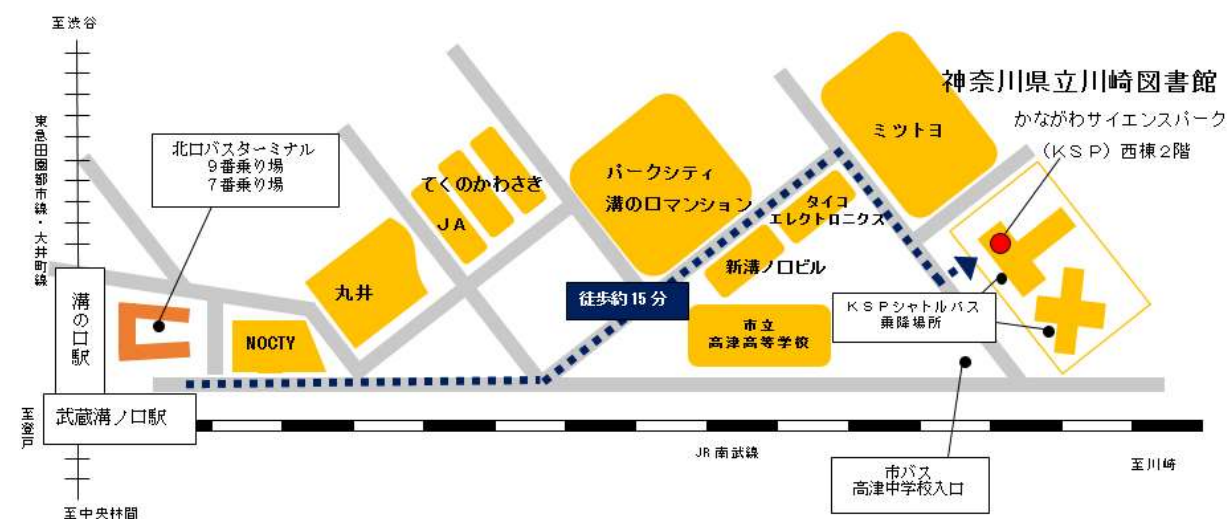 至渋谷
東急田園都市線・大井町線
北口バスターミナル
9番乗り場
7番乗り場
てくのかわさき
JA
丸井
パークシティ
溝の口マンション
ミツトヨ
神奈川県立川崎図書館
かながわサイエンスパーク
(KSP)西棟2階
タイコ
エレクトロニクス
新溝ノ口ビル
徒歩約15分
市立
高津高等学校
KSPシャトルバス
乗降場所
溝の口駅
NOCTY
武蔵溝ノ口駅
至登戸
JR南武線
至川崎
市バス
高津中学校入口
至中央林間